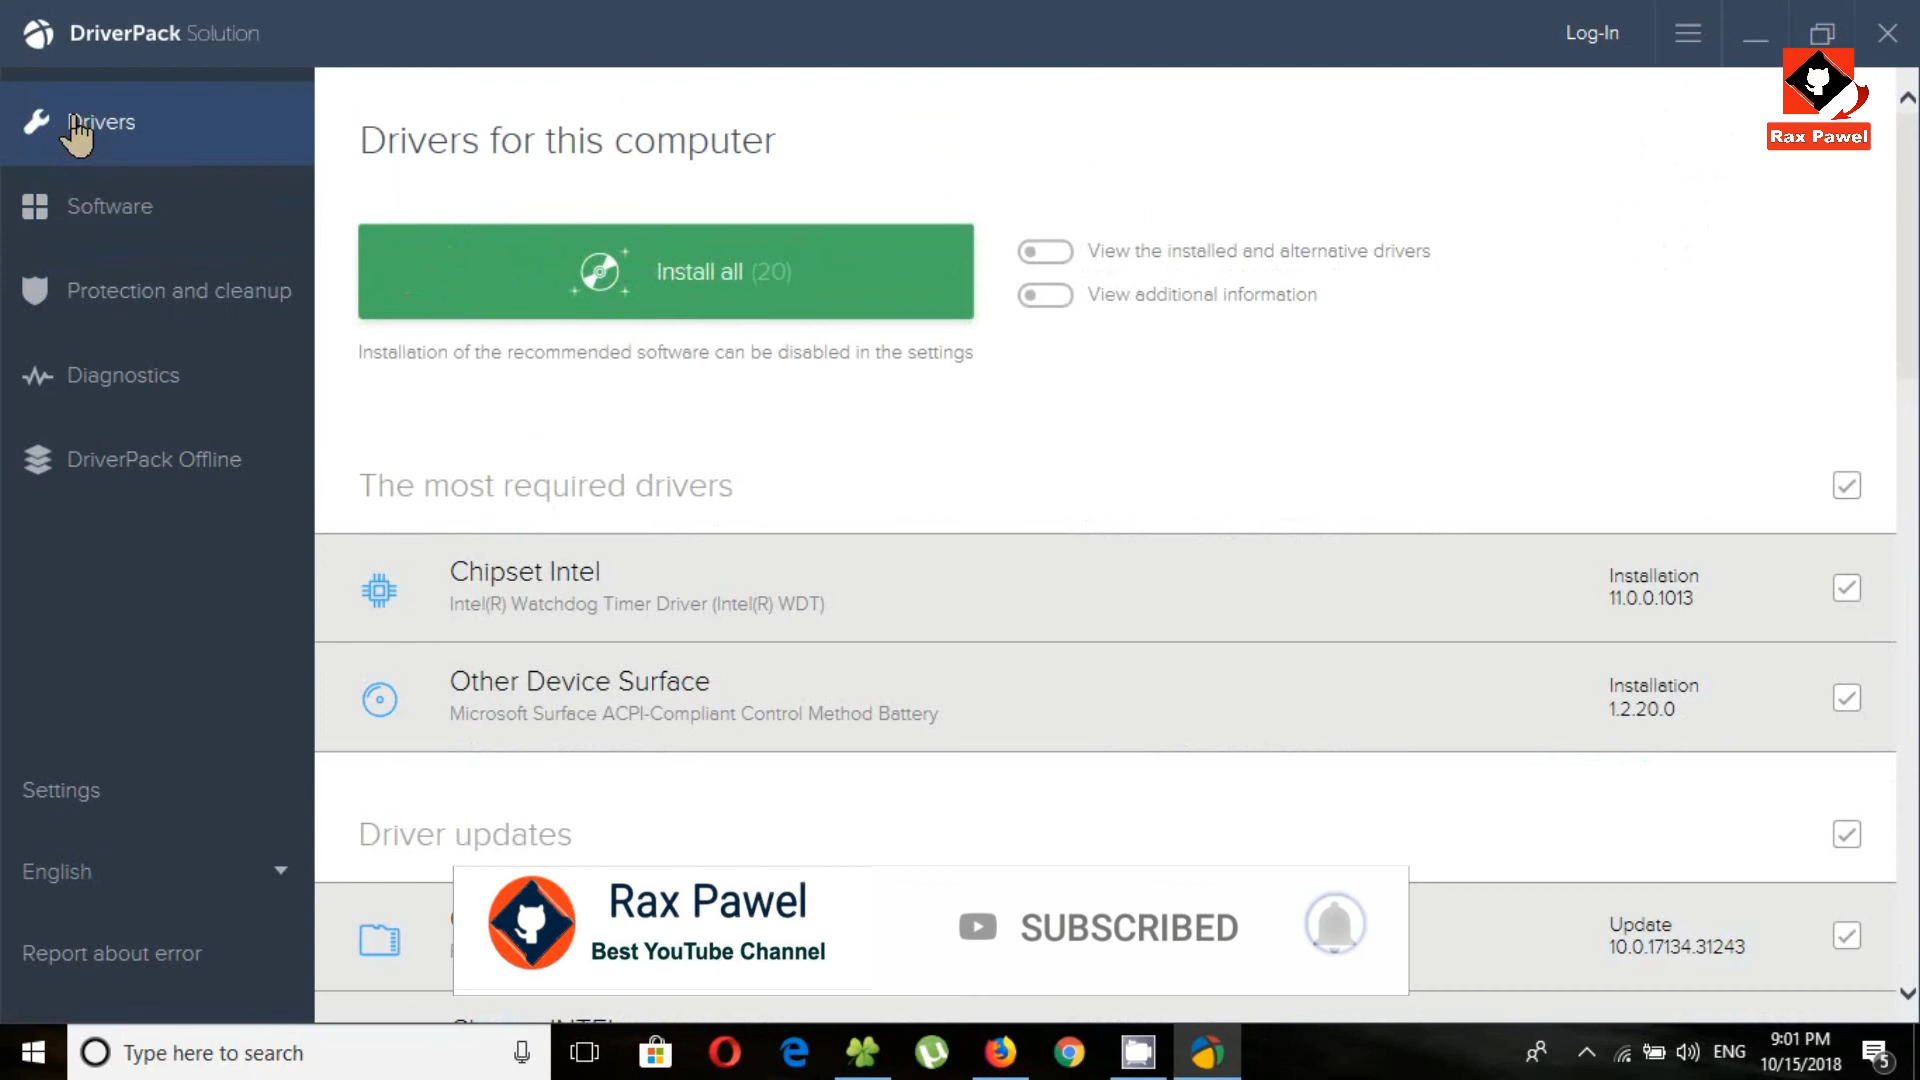 DriverPack Solution
Log-In
Rax Pawel
Drivers
Software
Protection and cleanup
Diagnostics
DriverPack Offline
Settings
English
Report about error
Drivers for this computer
Install all (20)
View the installed and alternative drivers
View additional information
Installation of the recommended software can be disabled in the settings
The most required drivers
Chipset Intel
Intel(R) Watchdog Timer Driver (Intel(R) WDT)
Installation
11.0.0.1013
Other Device Surface
Microsoft Surface ACPI-Compliant Control Method Battery
Installation
1.2.20.0
Driver updates
Update
10.0.17134.31243
Rax Pawel
Best YouTube Channel
SUBSCRIBED
Type here to search
ENG
9:01 PM
10/15/2018
5